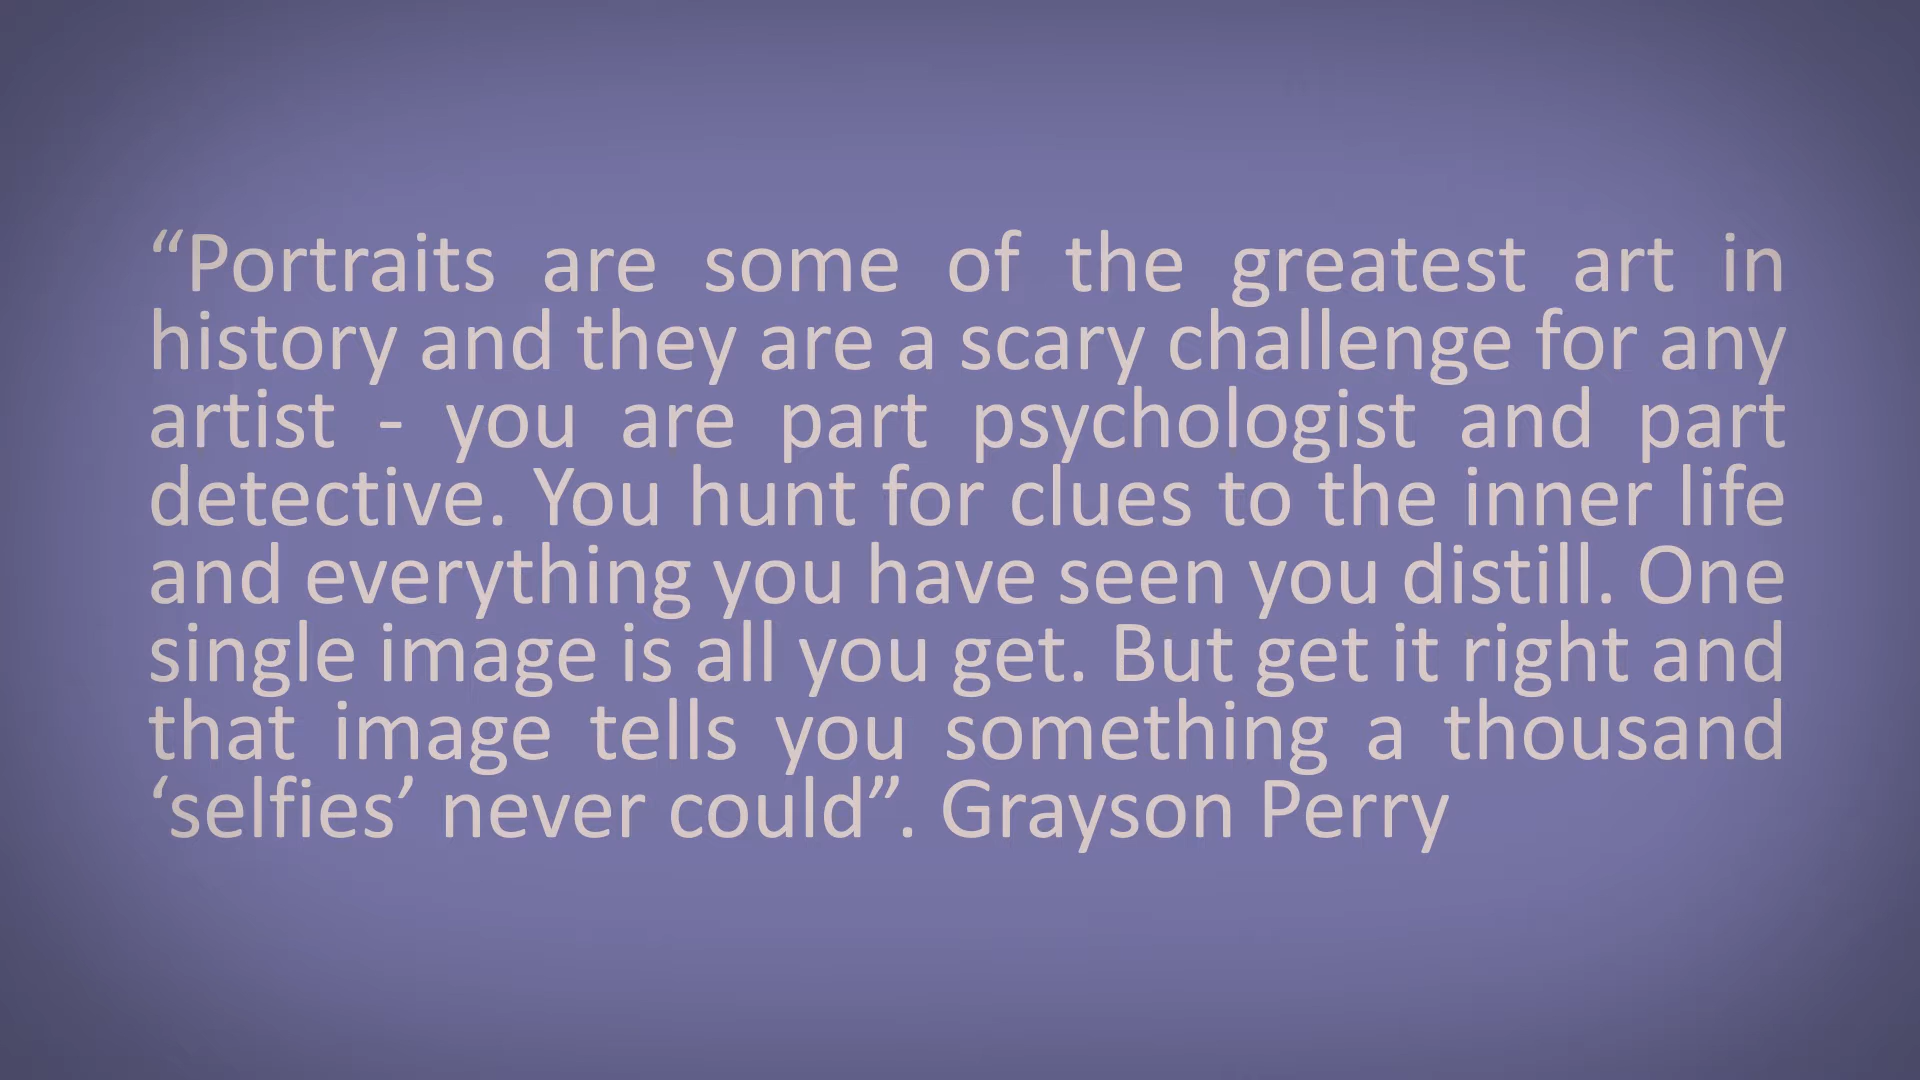 “Portraits are some of the greatest art in
history and they are a scary challenge for any
artist - you are part psychologist and part
detective. You hunt for clues to the inner life
and everything you have seen you distill. One
single image is all you get. But get it right and
that image tells you something a thousand
‘selfies’ never could”. Grayson Perry